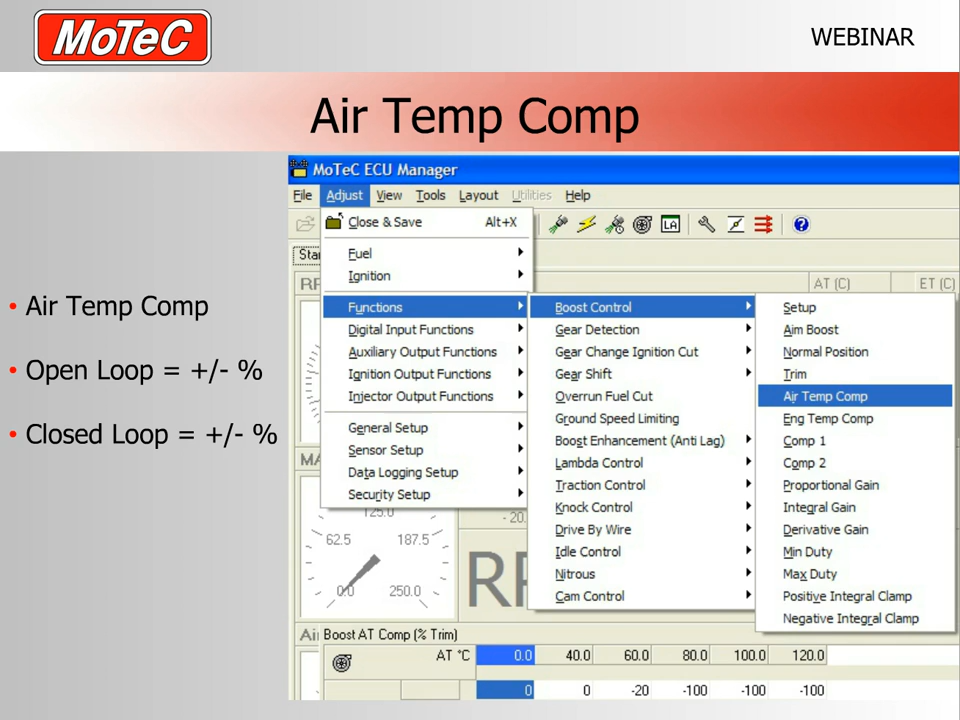 MoTeC
WEBINAR
Air Temp Comp
• Air Temp Comp
• Open Loop = +/- %
• Closed Loop = +/- %
MoTeC ECU Manager
File Adjust View Tools Layout Utilities Help
Close & Save Alt+X
Fuel
Ignition
Functions
Digital Input Functions
Auxiliary Output Functions
Ignition Output Functions
Injector Output Functions
General Setup
Sensor Setup
Data Logging Setup
Security Setup
Boost Control
Gear Detection
Gear Change Ignition Cut
Gear Shift
Overrun Fuel Cut
Ground Speed Limiting
Boost Enhancement (Anti Lag)
Lambda Control
Traction Control
Knock Control
Drive By Wire
Idle Control
Nitrous
Cam Control
Setup
Aim Boost
Normal Position
Trim
Air Temp Comp
Eng Temp Comp
Comp 1
Comp 2
Proportional Gain
Integral Gain
Derivative Gain
Min Duty
Max Duty
Positive Integral Clamp
Negative Integral Clamp
LA
AT (C) ET (C)
125.0
62.5 187.5
0.0 250.0
- 20.
Boost AT Comp (% Trim)
AT °C 0.0 40.0 60.0 80.0 100.0 120.0
0 0 -20 -100 -100 -100